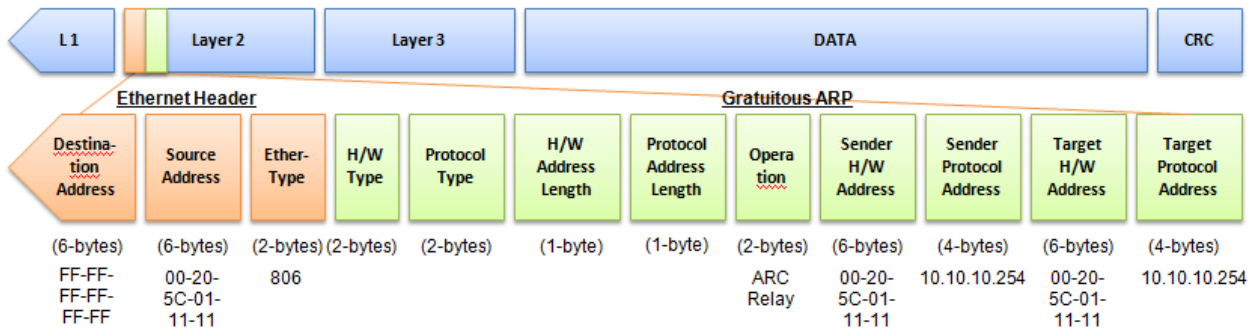 L 1
Layer 2
Layer 3
DATA
CRC
Ethernet Header
Gratuitous ARP
Destina-
tion
Address
Source
Address
Ether-
Type
H/W
Type
Protocol
Type
H/W
Address
Length
Protocol
Address
Length
Opera
tion
Sender
H/W
Address
Sender
Protocol
Address
Target
H/W
Address
Target
Protocol
Address
(6-bytes)
(6-bytes)
(2-bytes)
(2-bytes)
(2-bytes)
(1-byte)
(1-byte)
(2-bytes)
(6-bytes)
(4-bytes)
(6-bytes)
(4-bytes)
FF-FF-
FF-FF-
FF-FF
00-20-
5C-01-
11-11
806
ARC
Relay
00-20-
5C-01-
11-11
10.10.10.254
00-20-
5C-01-
11-11
10.10.10.254